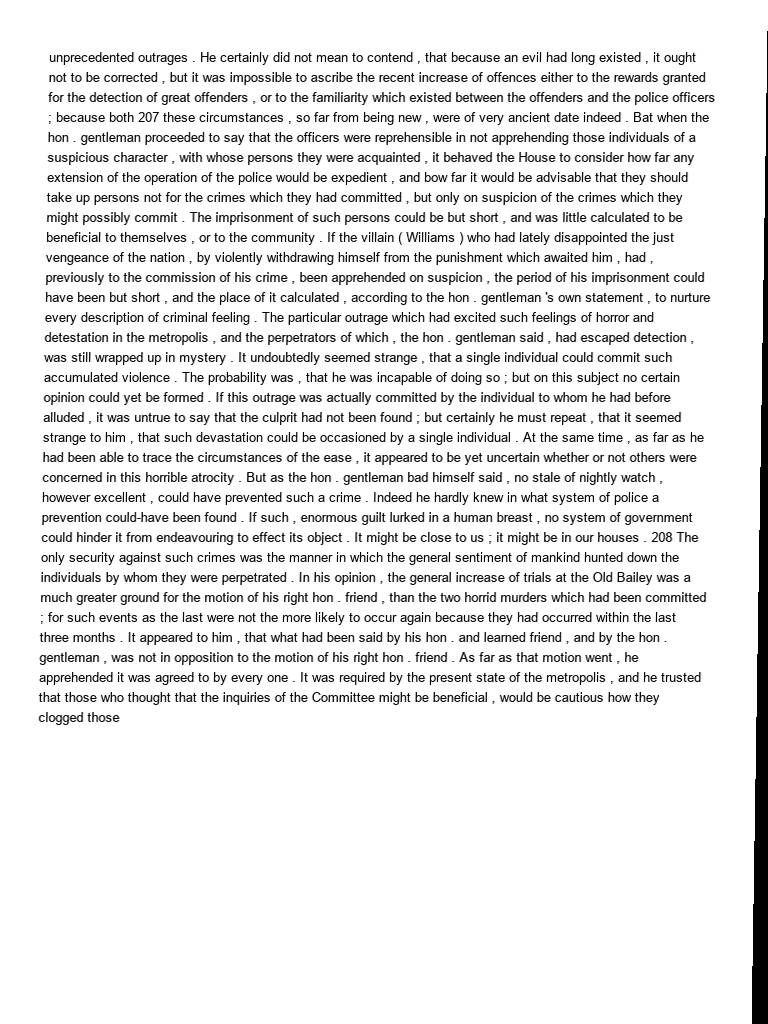 unprecedented outrages . He certainly did not mean to contend , that because an evil had long existed , it ought
not to be corrected , but it was impossible to ascribe the recent increase of offences either to the rewards granted
for the detection of great offenders , or to the familiarity which existed between the offenders and the police officers
; because both 207 these circumstances , so far from being new , were of very ancient date indeed . Bat when the
hon . gentleman proceeded to say that the officers were reprehensible in not apprehending those individuals of a
suspicious character , with whose persons they were acquainted , it behaved the House to consider how far any
extension of the operation of the police would be expedient , and bow far it would be advisable that they should
take up persons not for the crimes which they had committed , but only on suspicion of the crimes which they
might possibly commit . The imprisonment of such persons could be but short , and was little calculated to be
beneficial to themselves , or to the community . If the villain ( Williams ) who had lately disappointed the just
vengeance of the nation , by violently withdrawing himself from the punishment which awaited him , had ,
previously to the commission of his crime , been apprehended on suspicion , the period of his imprisonment could
have been but short , and the place of it calculated , according to the hon . gentleman 's own statement , to nurture
every description of criminal feeling . The particular outrage which had excited such feelings of horror and
detestation in the metropolis , and the perpetrators of which , the hon . gentleman said , had escaped detection ,
was still wrapped up in mystery . It undoubtedly seemed strange , that a single individual could commit such
accumulated violence . The probability was , that he was incapable of doing so ; but on this subject no certain
opinion could yet be formed . If this outrage was actually committed by the individual to whom he had before
alluded , it was untrue to say that the culprit had not been found ; but certainly he must repeat , that it seemed
strange to him , that such devastation could be occasioned by a single individual . At the same time , as far as he
had been able to trace the circumstances of the ease , it appeared to be yet uncertain whether or not others were
concerned in this horrible atrocity . But as the hon . gentleman bad himself said , no stale of nightly watch ,
however excellent , could have prevented such a crime . Indeed he hardly knew in what system of police a
prevention could-have been found . If such , enormous guilt lurked in a human breast , no system of government
could hinder it from endeavouring to effect its object . It might be close to us ; it might be in our houses . 208 The
only security against such crimes was the manner in which the general sentiment of mankind hunted down the
individuals by whom they were perpetrated . In his opinion , the general increase of trials at the Old Bailey was a
much greater ground for the motion of his right hon . friend , than the two horrid murders which had been committed
; for such events as the last were not the more likely to occur again because they had occurred within the last
three months . It appeared to him , that what had been said by his hon . and learned friend , and by the hon .
gentleman , was not in opposition to the motion of his right hon . friend . As far as that motion went , he
apprehended it was agreed to by every one . It was required by the present state of the metropolis , and he trusted
that those who thought that the inquiries of the Committee might be beneficial , would be cautious how they
clogged those